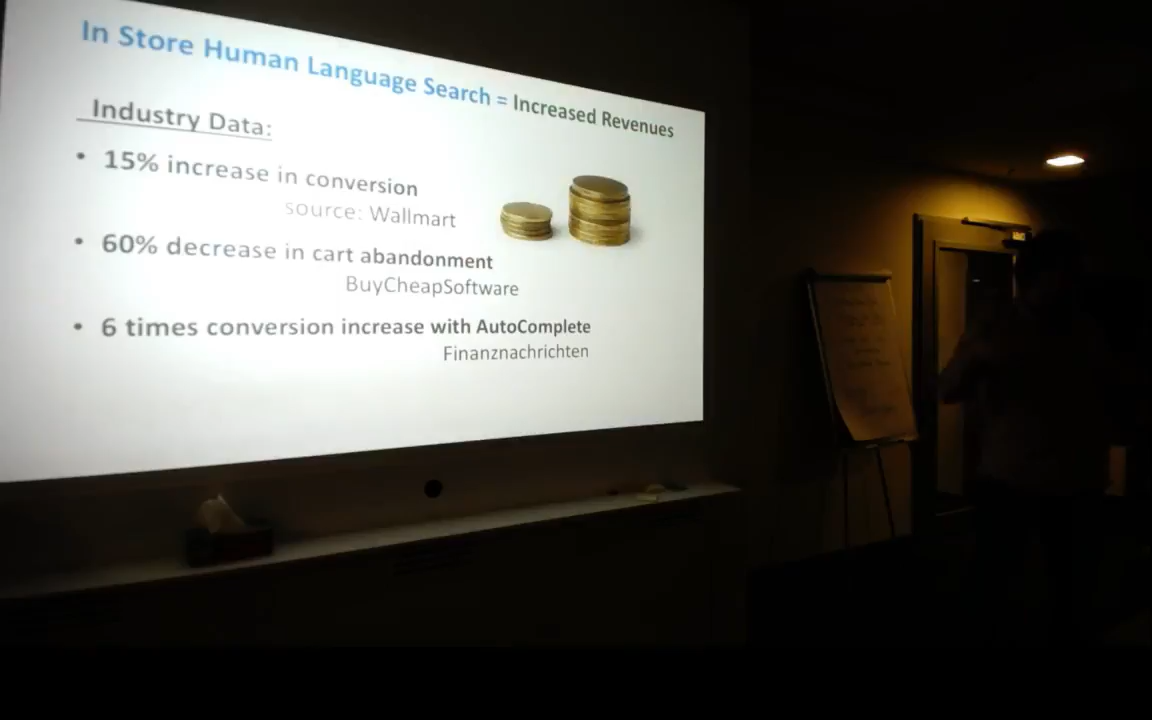 In Store Human Language Search = Increased Revenues
Industry Data:
• 15% increase in conversion
source: Wallmart
• 60% decrease in cart abandonment
BuyCheapSoftware
• 6 times conversion increase with AutoComplete
Finanznachrichten